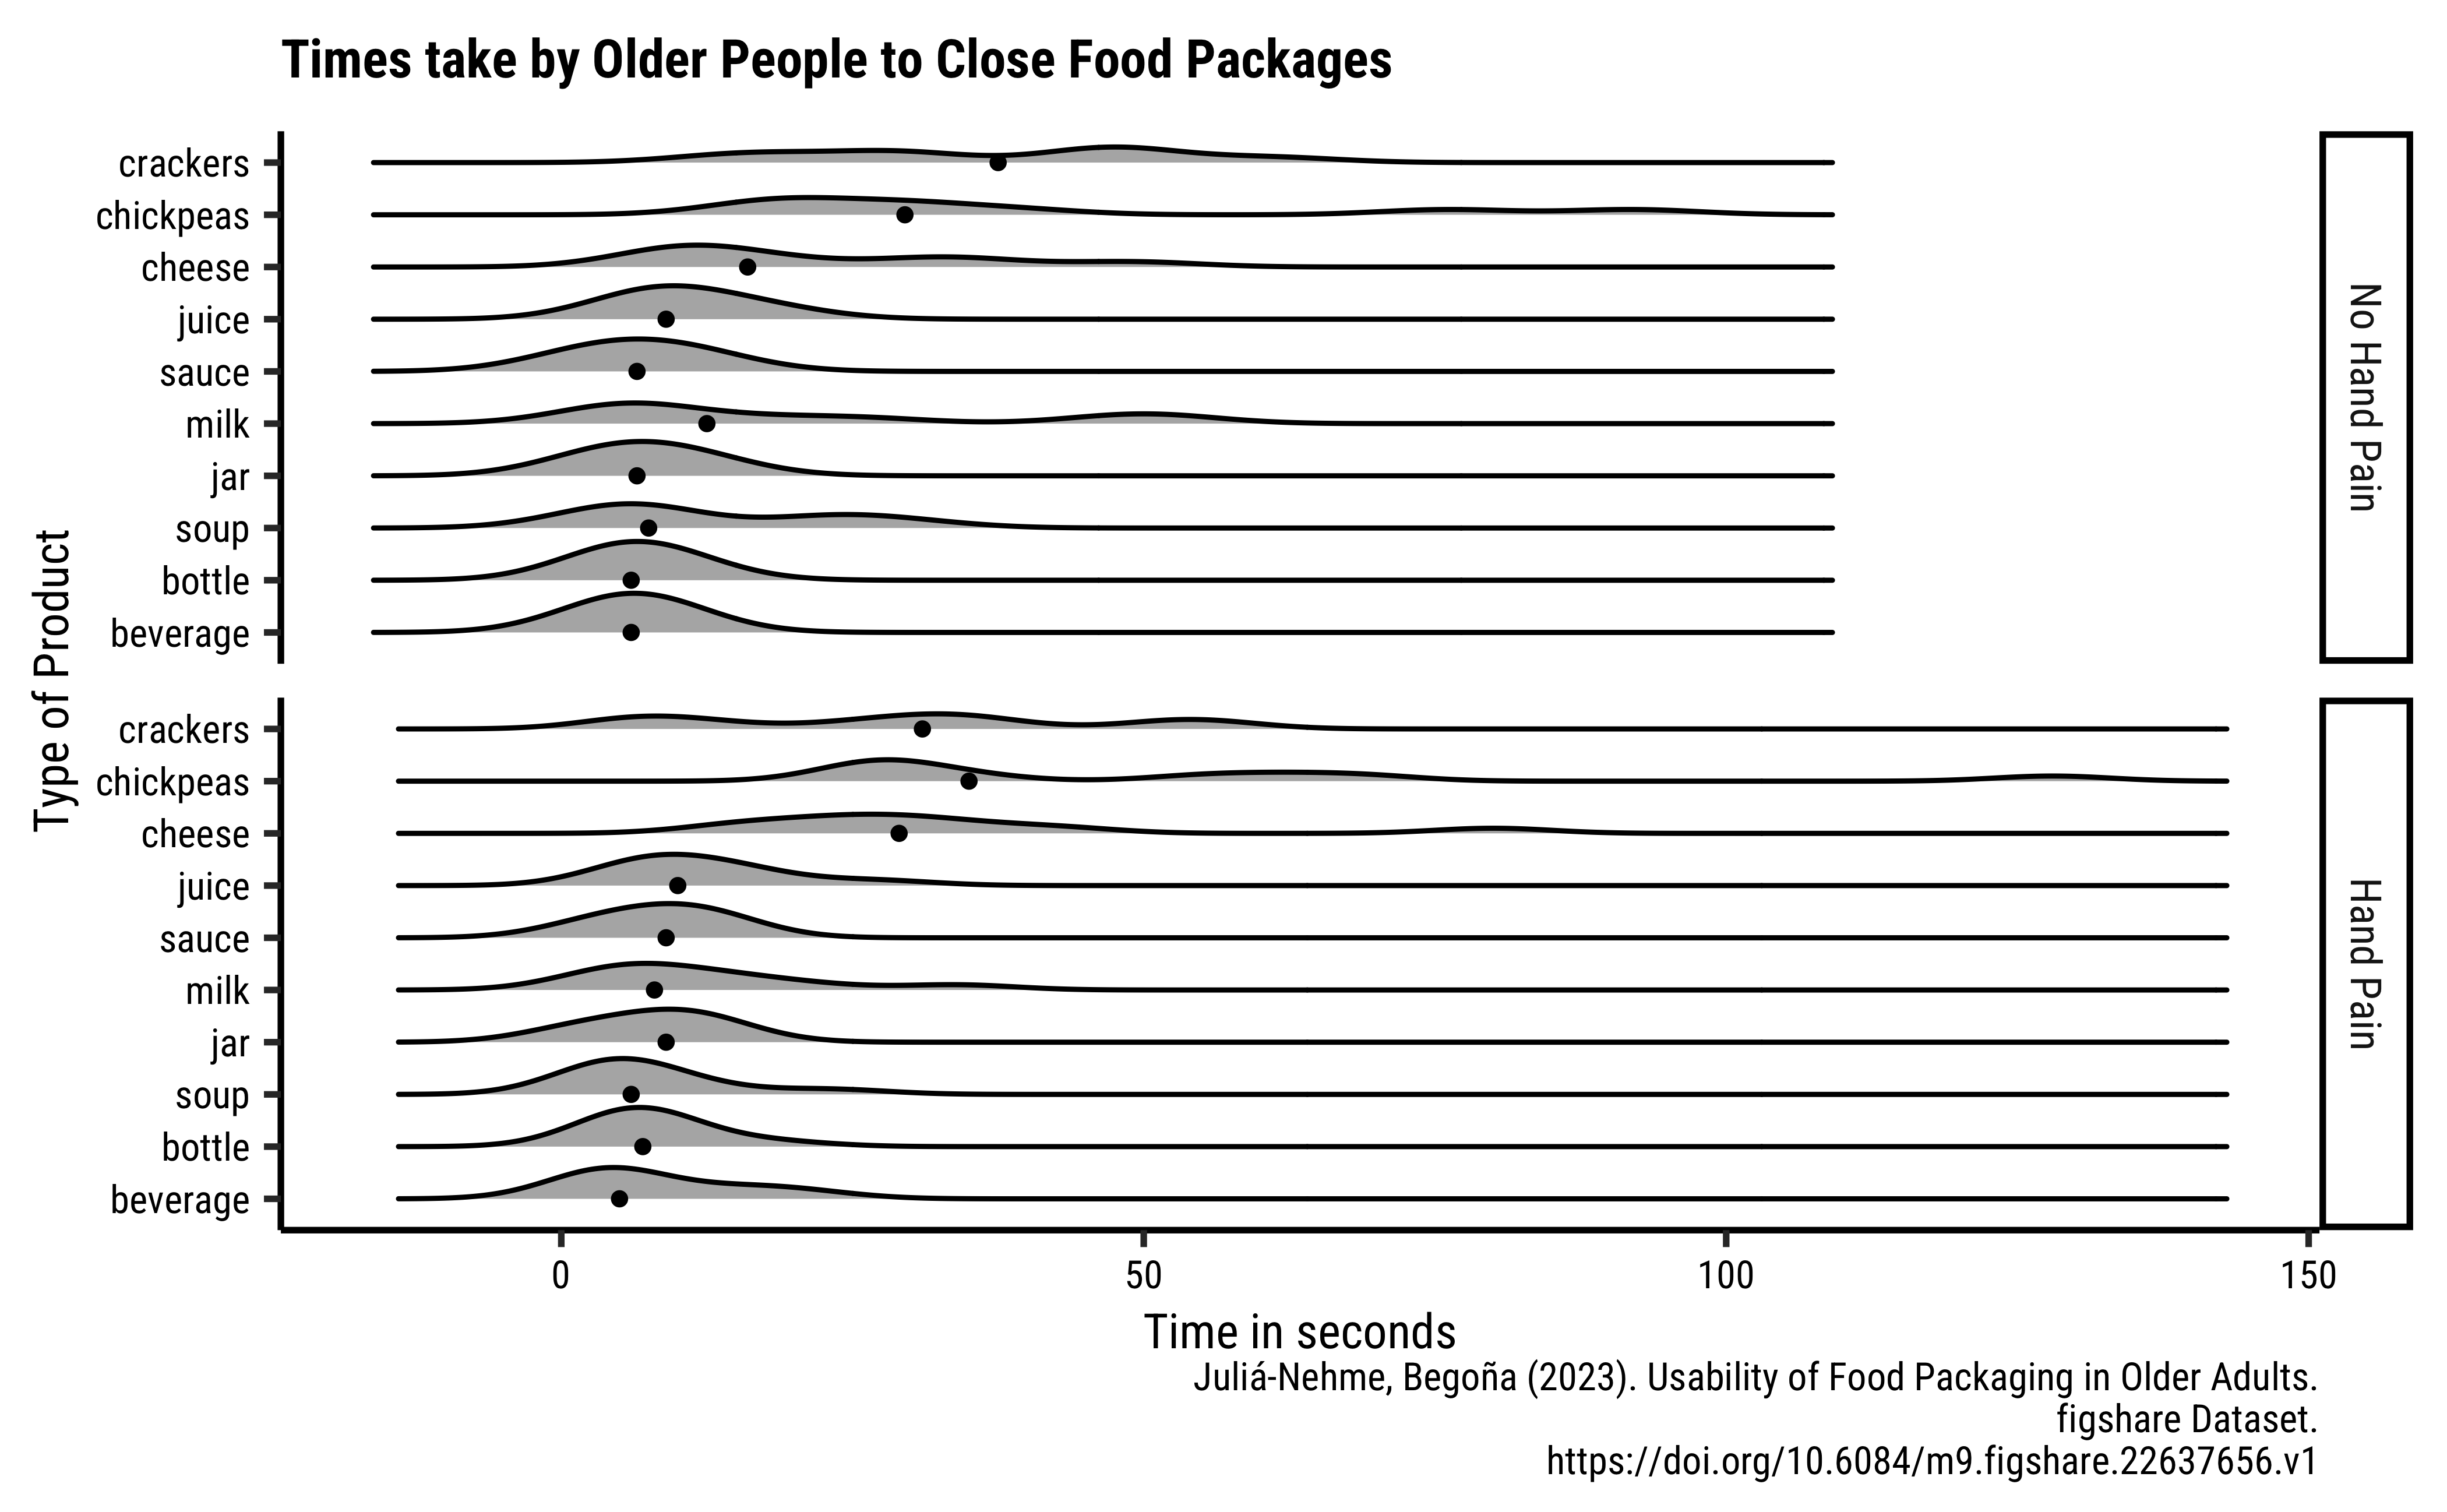 Times take by Older People to Close Food Packages
crackers
chickpeas
cheese
juice
sauce
milk
jar
soup
bottle
beverage
No Hand Pain
Type of Product
crackers
chickpeas
cheese
juice
sauce
milk
jar
soup
bottle
beverage
Hand Pain
0 50 100 150
Time in seconds
Juliá-Nehme, Begoña (2023). Usability of Food Packaging in Older Adults.
figshare Dataset.
https://doi.org/10.6084/m9.figshare.22637656.v1